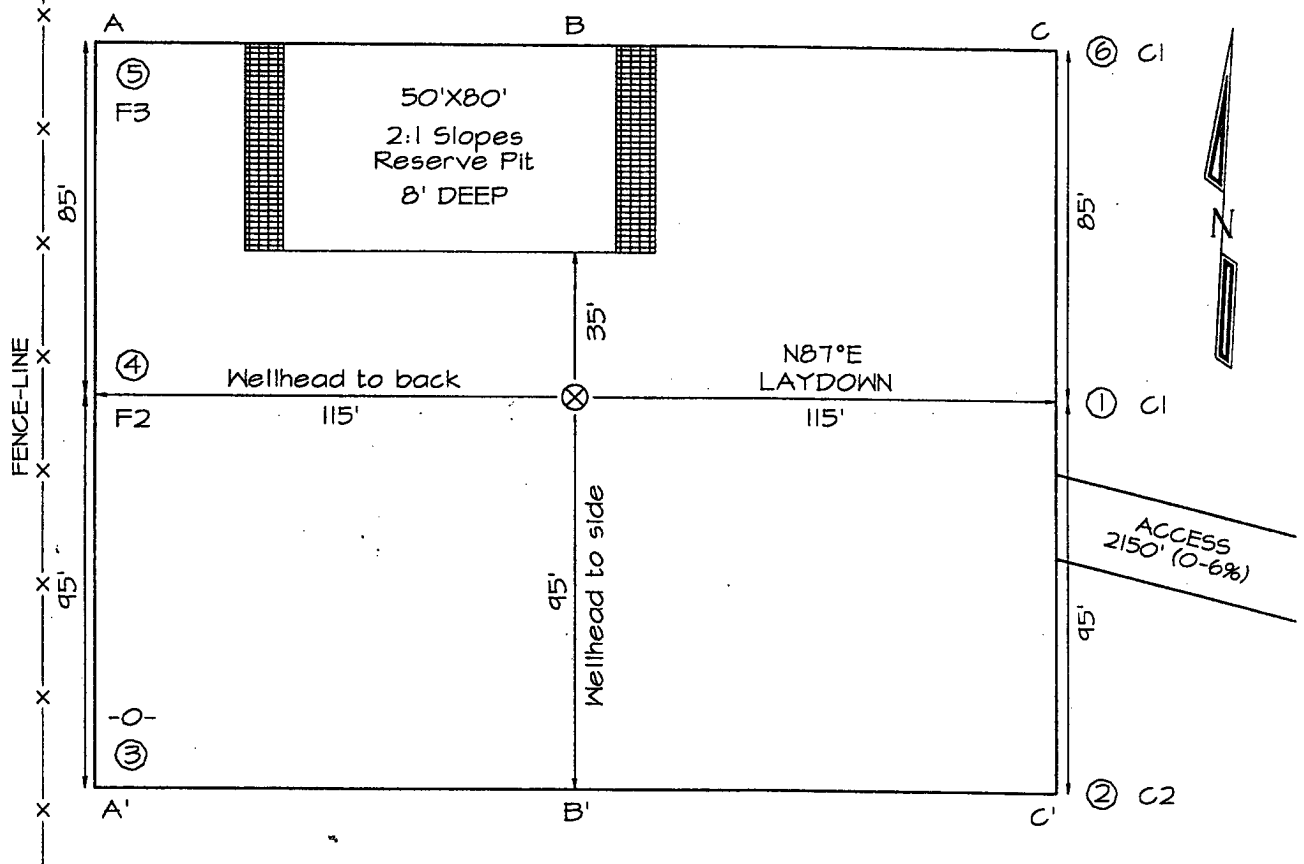 A
B
C
⑤
F3
50'X80'
2:1 Slopes
Reserve Pit
8' DEEP
⑥ C1
85'
85'
N
35'
FENCE-LINE
④
F2
Wellhead to back
115'
N87°E
LAYDOWN
115'
① C1
ACCESS
2150' (0-6%)
95'
95'
Wellhead to side
95'
-0-
③
A'
B'
C'
② C2